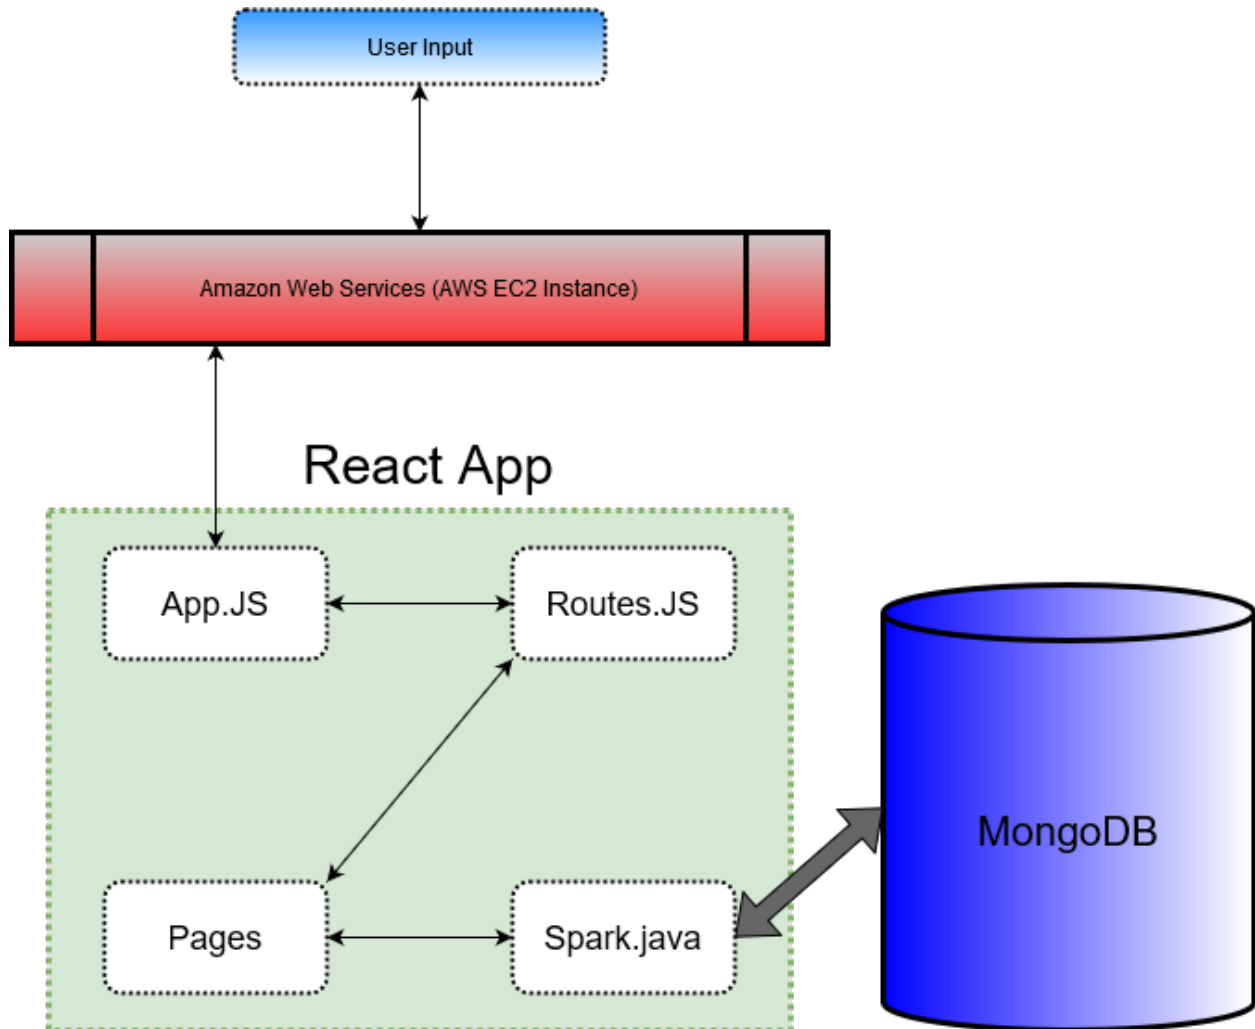 User Input
Amazon Web Services (AWS EC2 Instance)
React App
App.JS
Routes.JS
MongoDB
Pages
Spark.java